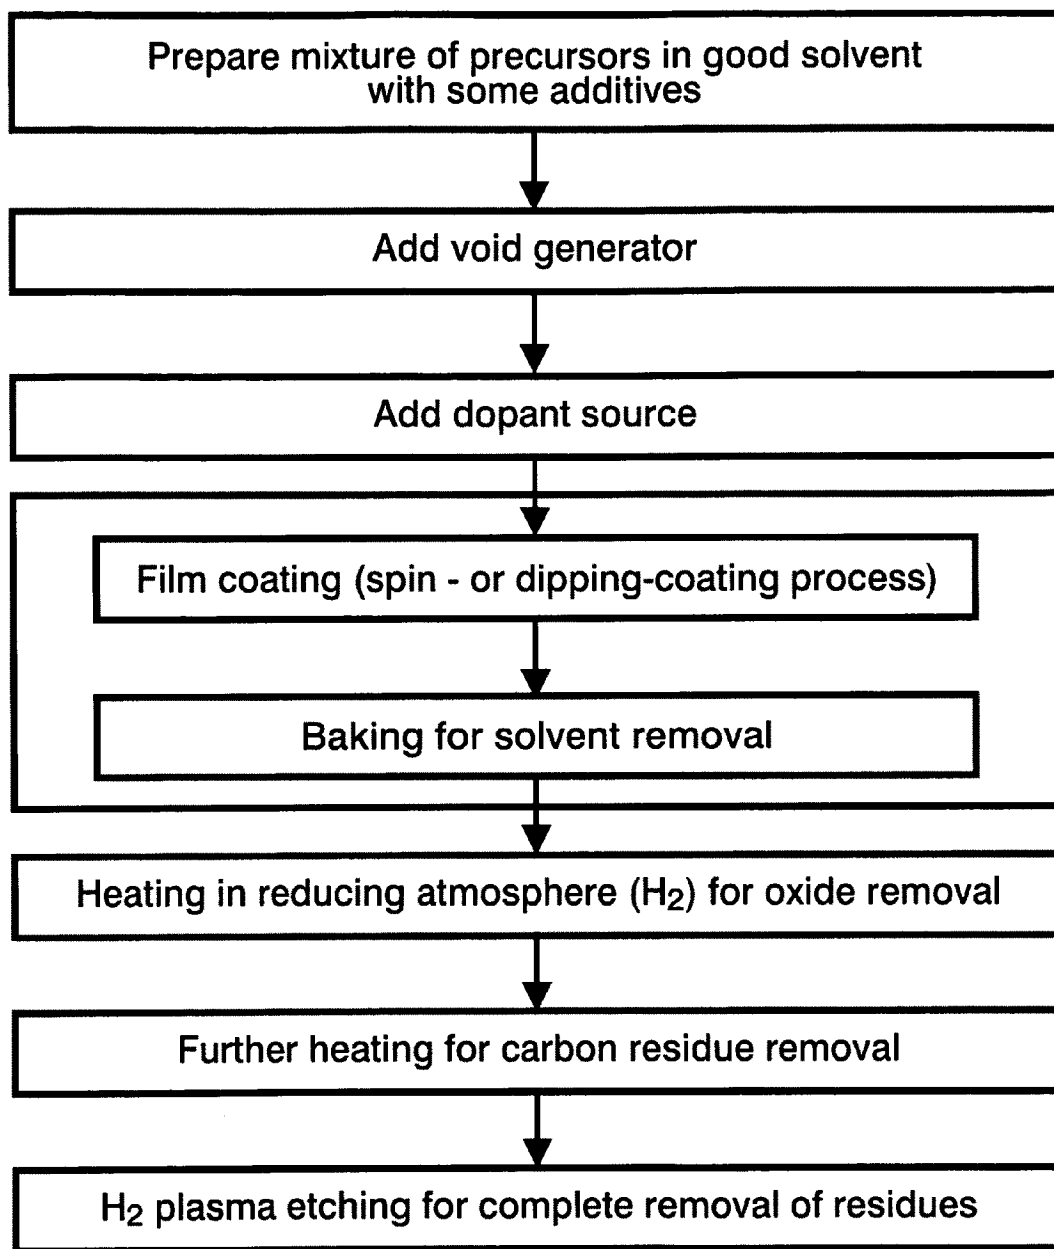 Prepare mixture of precursors in good solvent
with some additives
Add void generator
Add dopant source
Film coating (spin - or dipping-coating process)
Baking for solvent removal
Heating in reducing atmosphere (H₂) for oxide removal
Further heating for carbon residue removal
H₂ plasma etching for complete removal of residues